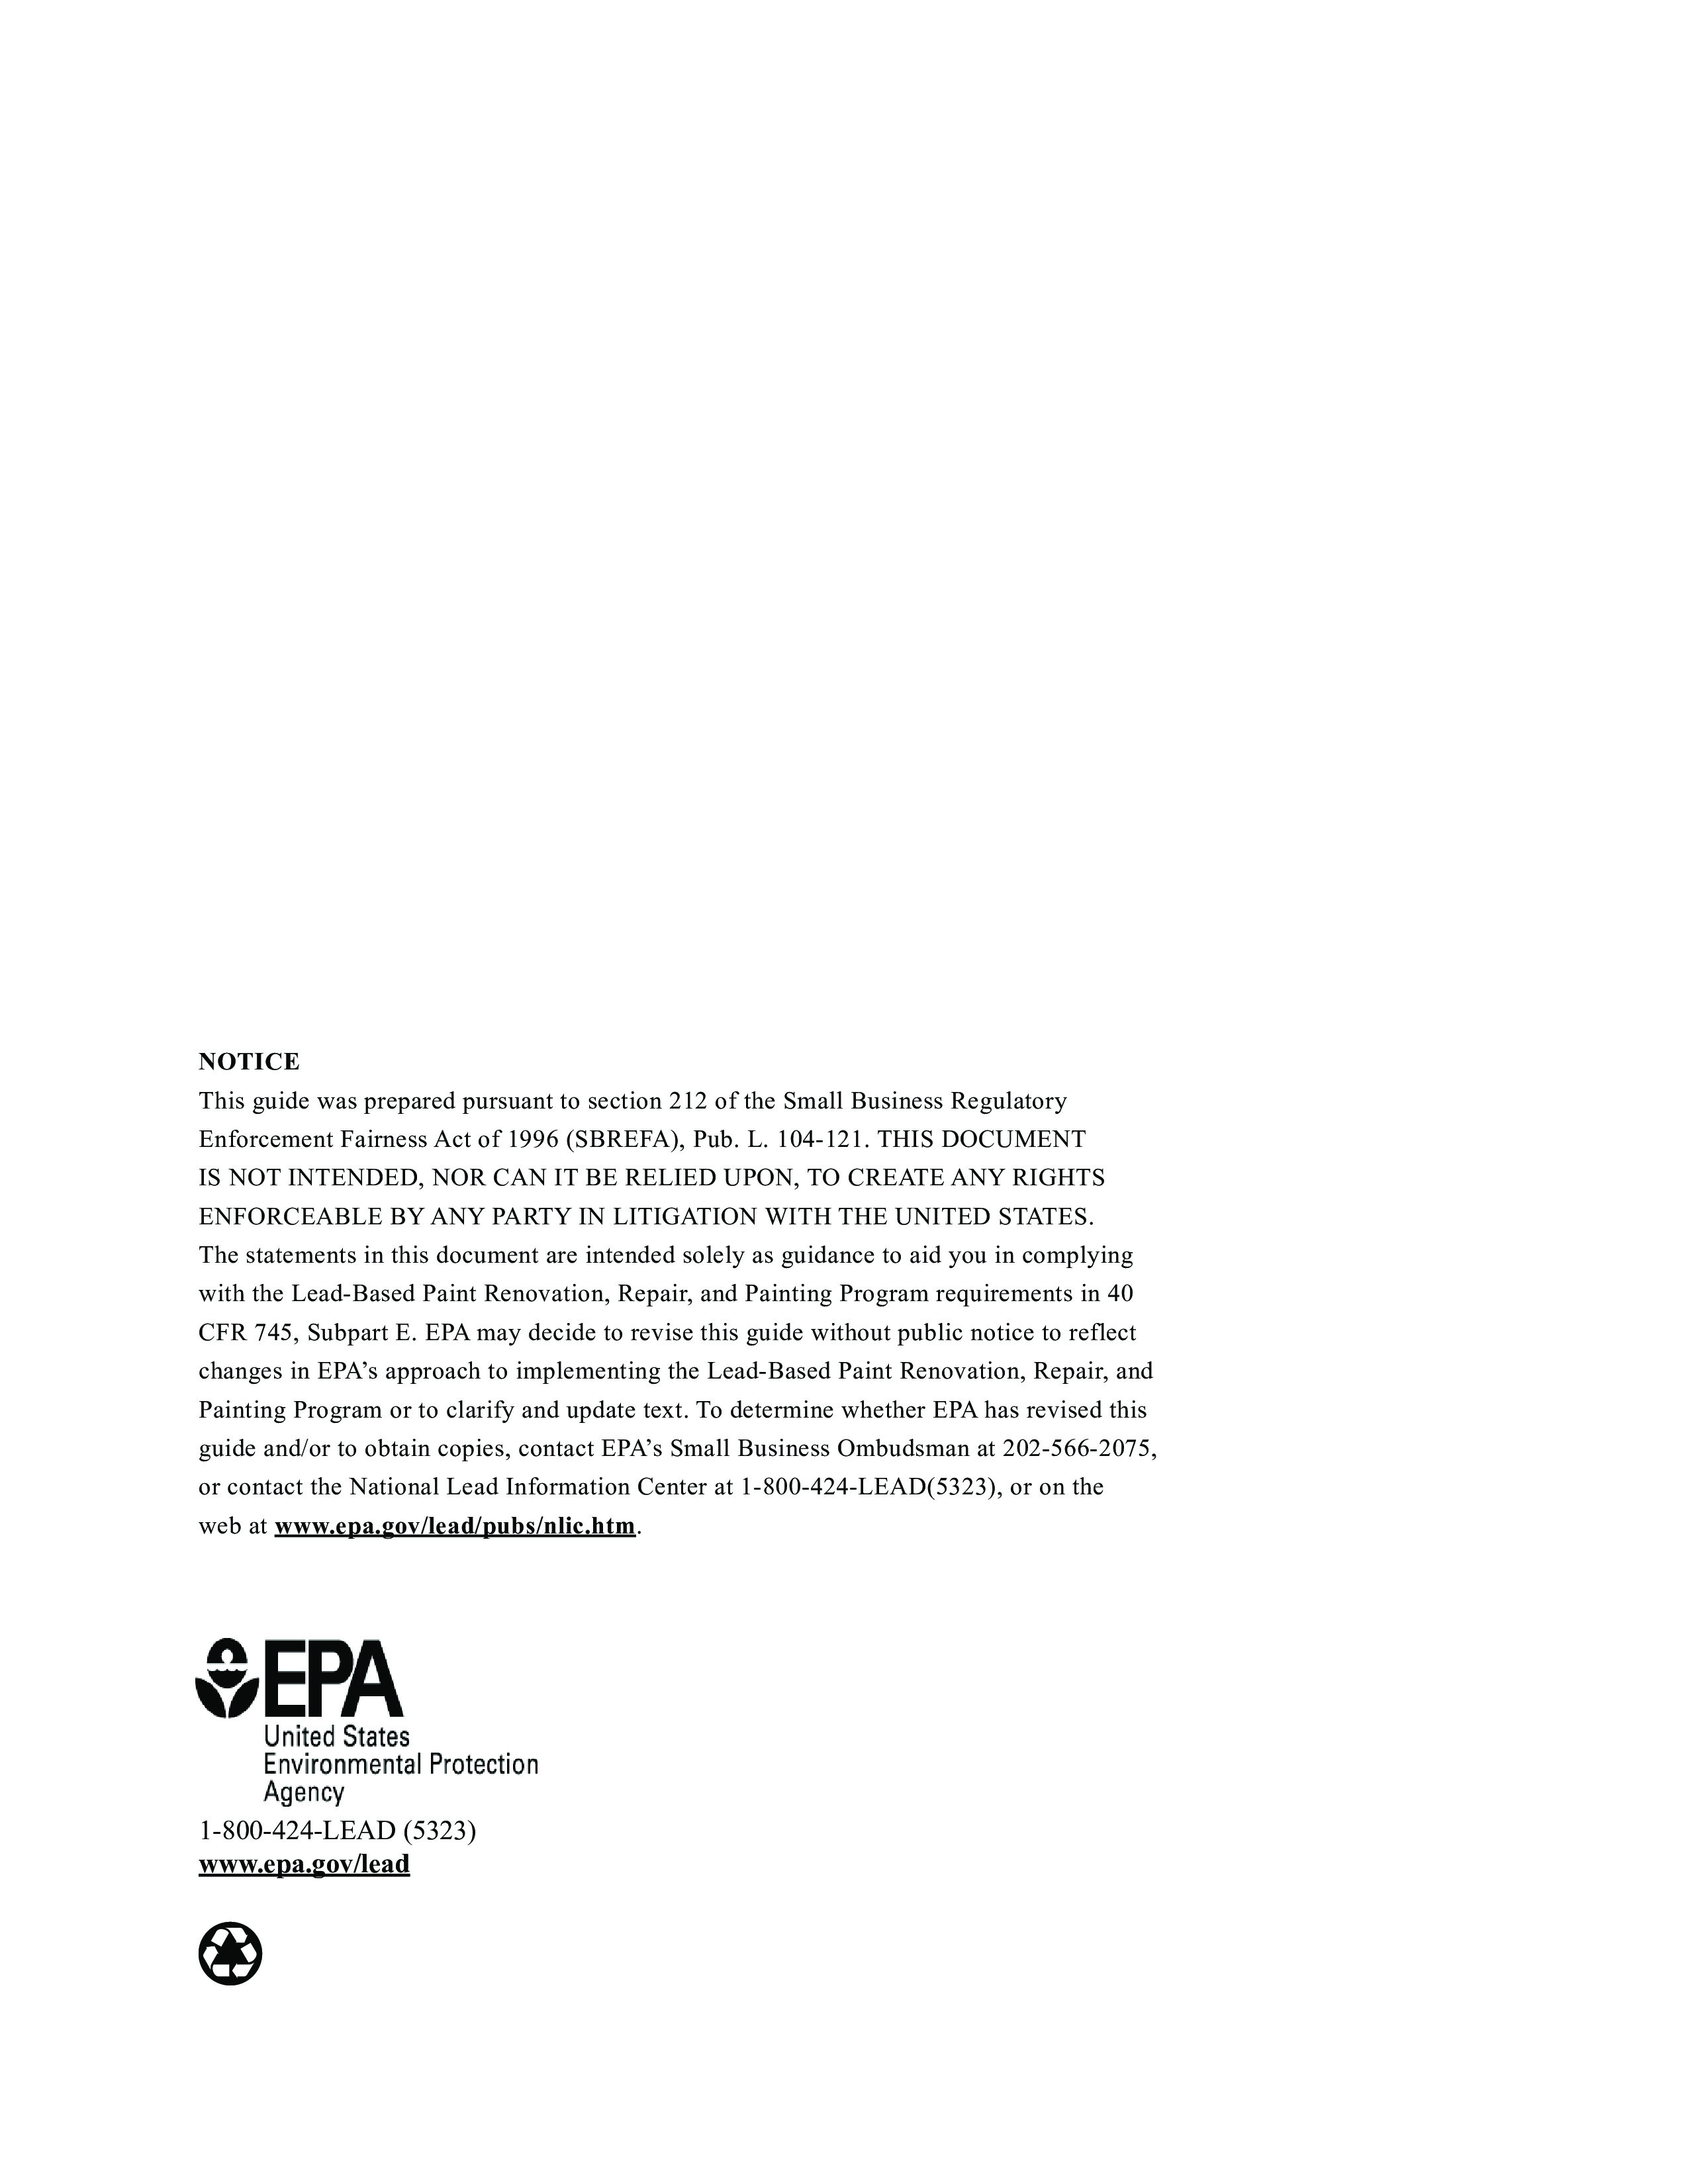 NOTICE
This guide was prepared pursuant to section 212 of the Small Business Regulatory
Enforcement Fairness Act of 1996 (SBREFA), Pub. L. 104-121. THIS DOCUMENT
IS NOT INTENDED, NOR CAN IT BE RELIED UPON, TO CREATE ANY RIGHTS
ENFORCEABLE BY ANY PARTY IN LITIGATION WITH THE UNITED STATES.
The statements in this document are intended solely as guidance to aid you in complying
with the Lead-Based Paint Renovation, Repair, and Painting Program requirements in 40
CFR 745, Subpart E. EPA may decide to revise this guide without public notice to reflect
changes in EPA’s approach to implementing the Lead-Based Paint Renovation, Repair, and
Painting Program or to clarify and update text. To determine whether EPA has revised this
guide and/or to obtain copies, contact EPA’s Small Business Ombudsman at 202-566-2075,
or contact the National Lead Information Center at 1-800-424-LEAD(5323), or on the
web at www.epa.gov/lead/pubs/nlic.htm.
EPA
United States
Environmental Protection
Agency
1-800-424-LEAD (5323)
www.epa.gov/lead